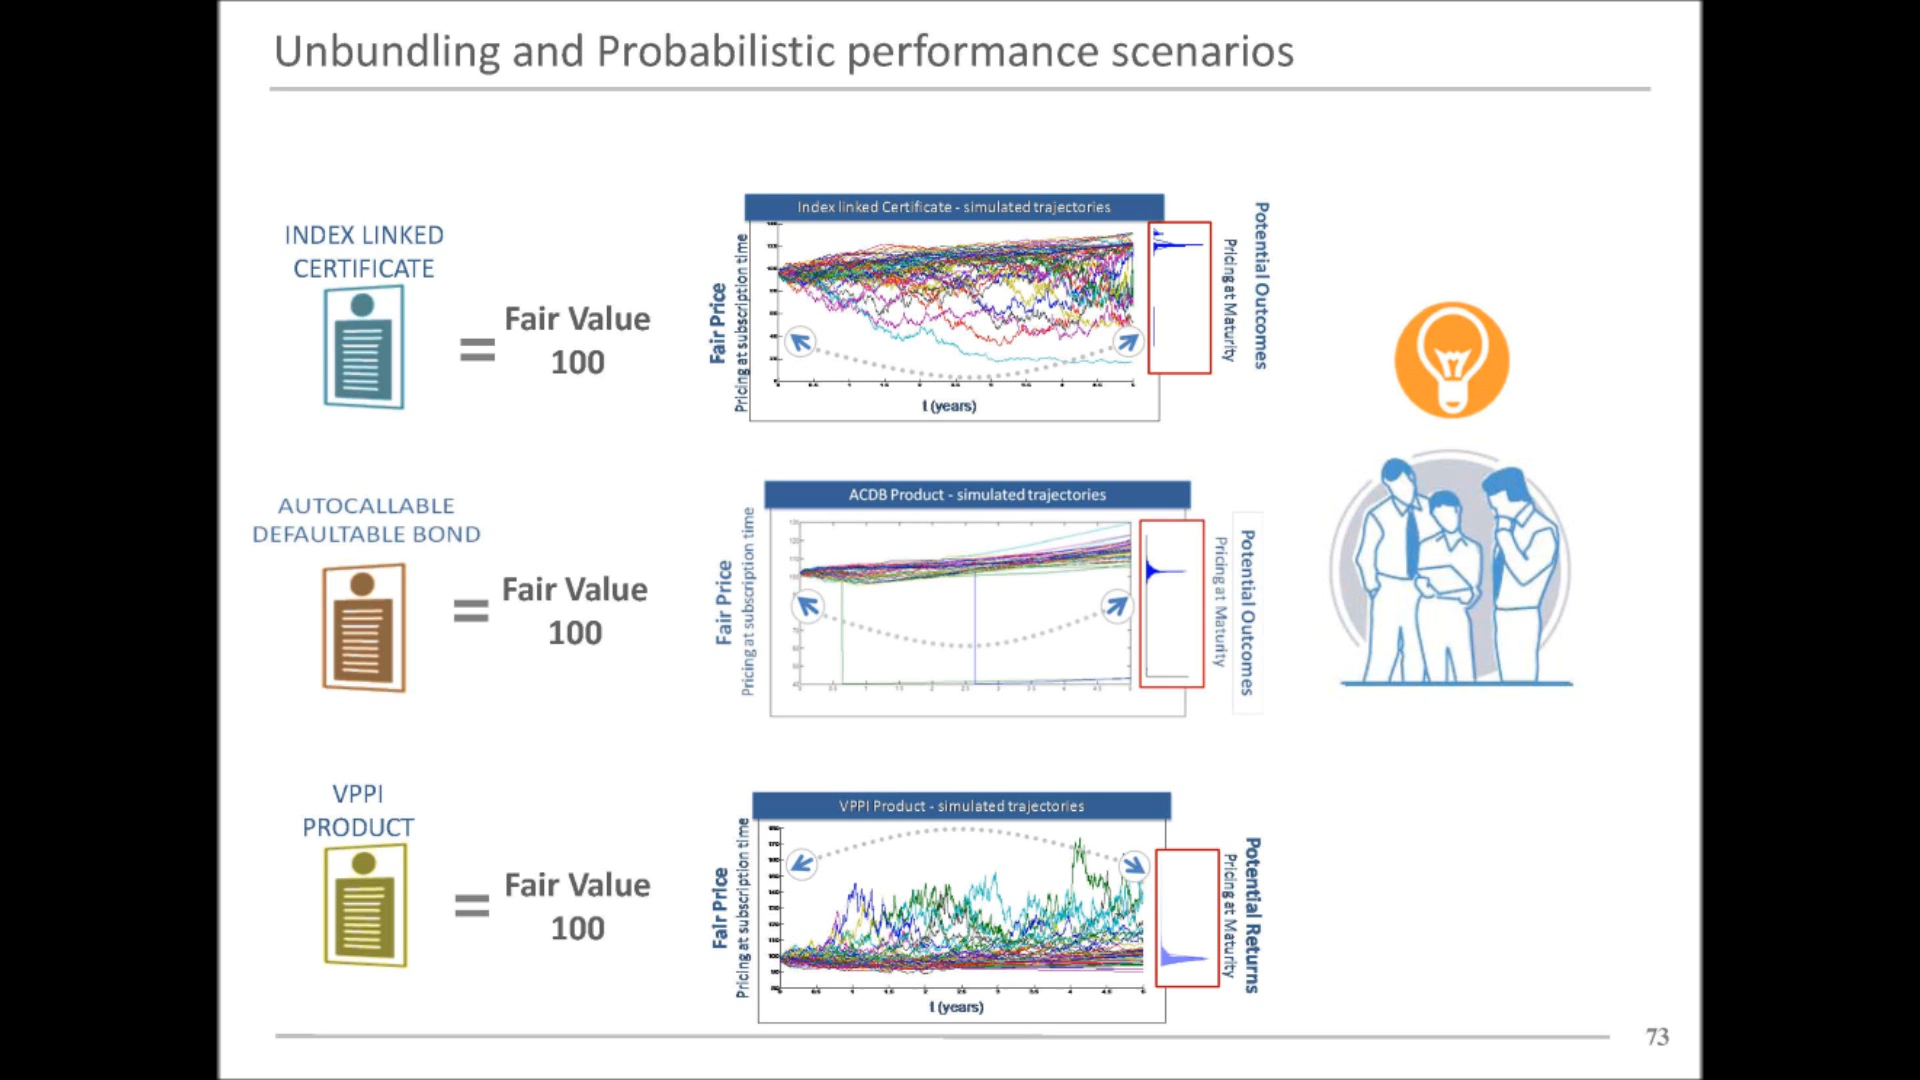 Unbundling and Probabilistic performance scenarios
INDEX LINKED
CERTIFICATE
=
Fair Value
100
Index linked Certificate - simulated trajectories
Fair Price
Pricing at subscription time
t (years)
Potential Outcomes
Pricing at Maturity
AUTOCALLABLE
DEFAULTABLE BOND
=
Fair Value
100
ACDB Product - simulated trajectories
Fair Price
Pricing at subscription time
Potential Outcomes
Pricing at Maturity
VPPI
PRODUCT
=
Fair Value
100
VPPI Product - simulated trajectories
Fair Price
Pricing at subscription time
t (years)
Potential Returns
Pricing at Maturity
73